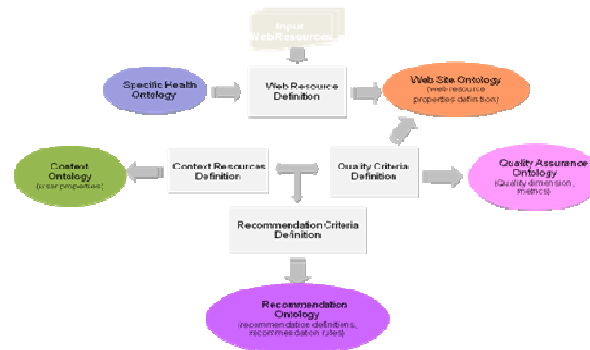 Input
WebResources
Specific Health
Ontology
Web Resource
Definition
Web Site Ontology
(web resource
properties definition)
Context
Ontology
(user properties)
Context Resources
Definition
Quality Criteria
Definition
Quality Assurance
Ontology
(Quality dimension,
metrics)
Recommendation Criteria
Definition
Recommendation
Ontology
(recommendation definitions,
recommendation rules)